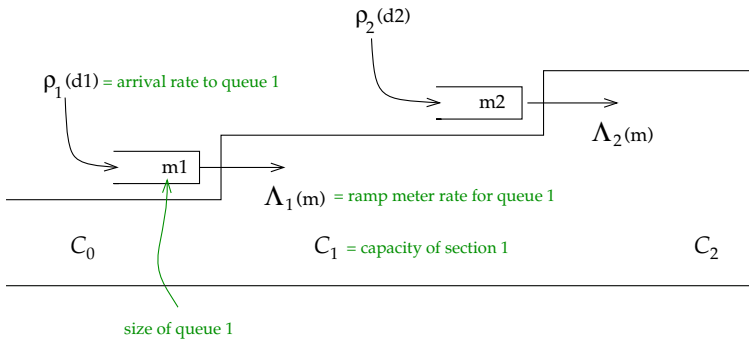 ρ₂(d2)
ρ₁(d1) = arrival rate to queue 1
m2
Λ₂(m)
m1
Λ₁(m) = ramp meter rate for queue 1
C₀
C₁ = capacity of section 1
C₂
size of queue 1